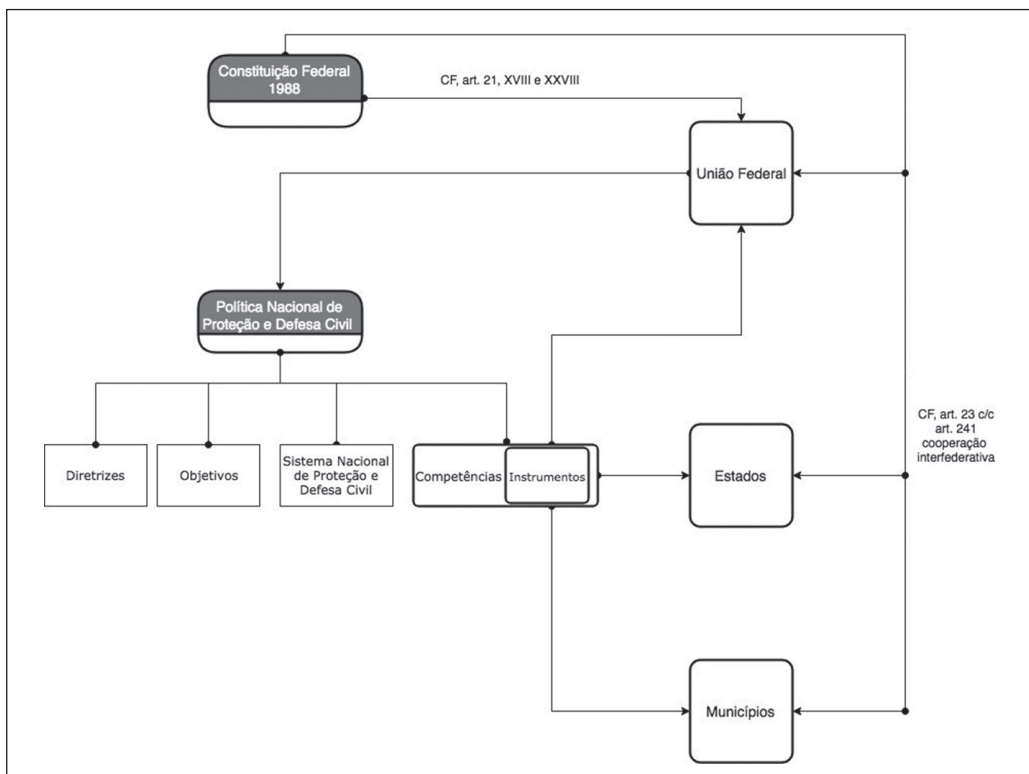 Constituição Federal
1988
CF, art. 21, XVIII e XXVIII
União Federal
Política Nacional de
Proteção e Defesa Civil
CF, art. 23 c/c
art. 241
cooperação
interfederativa
Diretrizes
Objetivos
Sistema Nacional
de Proteção e
Defesa Civil
Competências
Instrumentos
Estados
Municípios